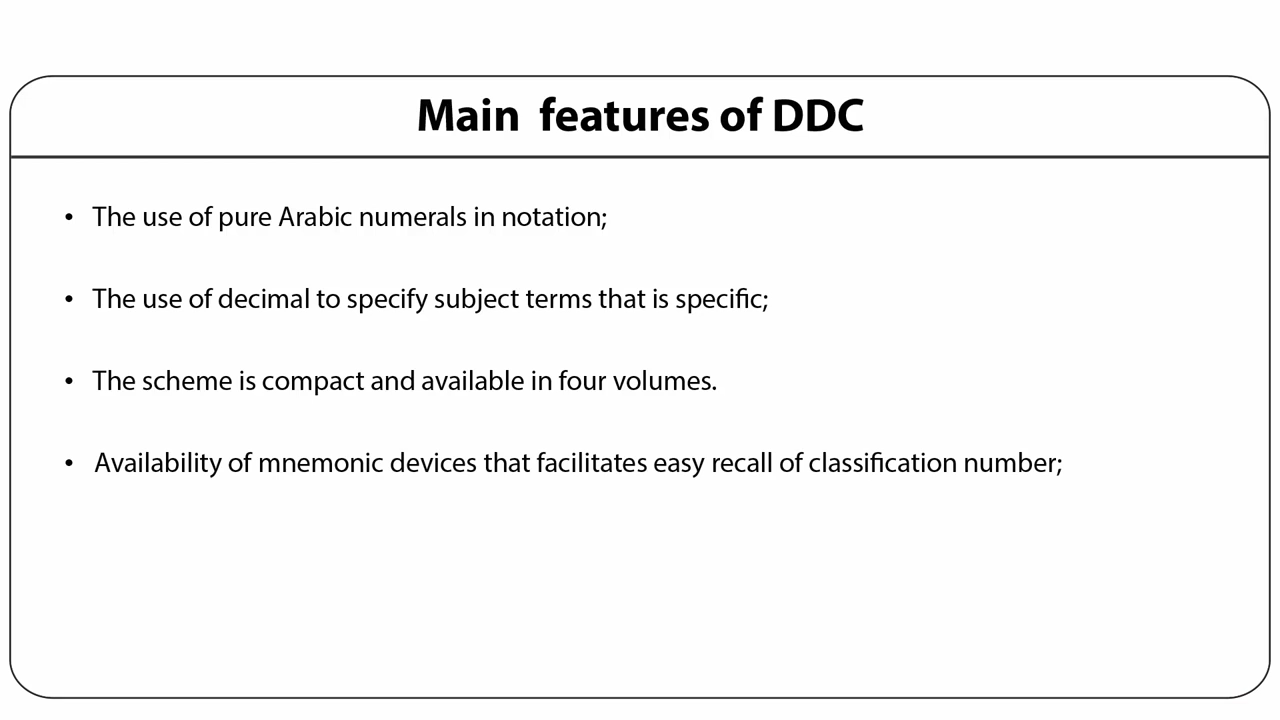 Main features of DDC
• The use of pure Arabic numerals in notation;
• The use of decimal to specify subject terms that is specific;
• The scheme is compact and available in four volumes.
• Availability of mnemonic devices that facilitates easy recall of classification number;